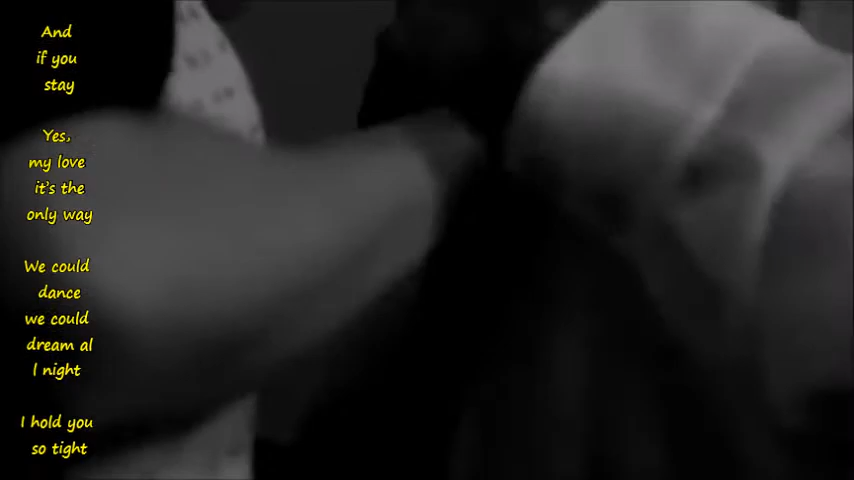 And
if you
stay
Yes,
my love
it's the
only way
We could
dance
we could
dream al
l night
I hold you
so tight